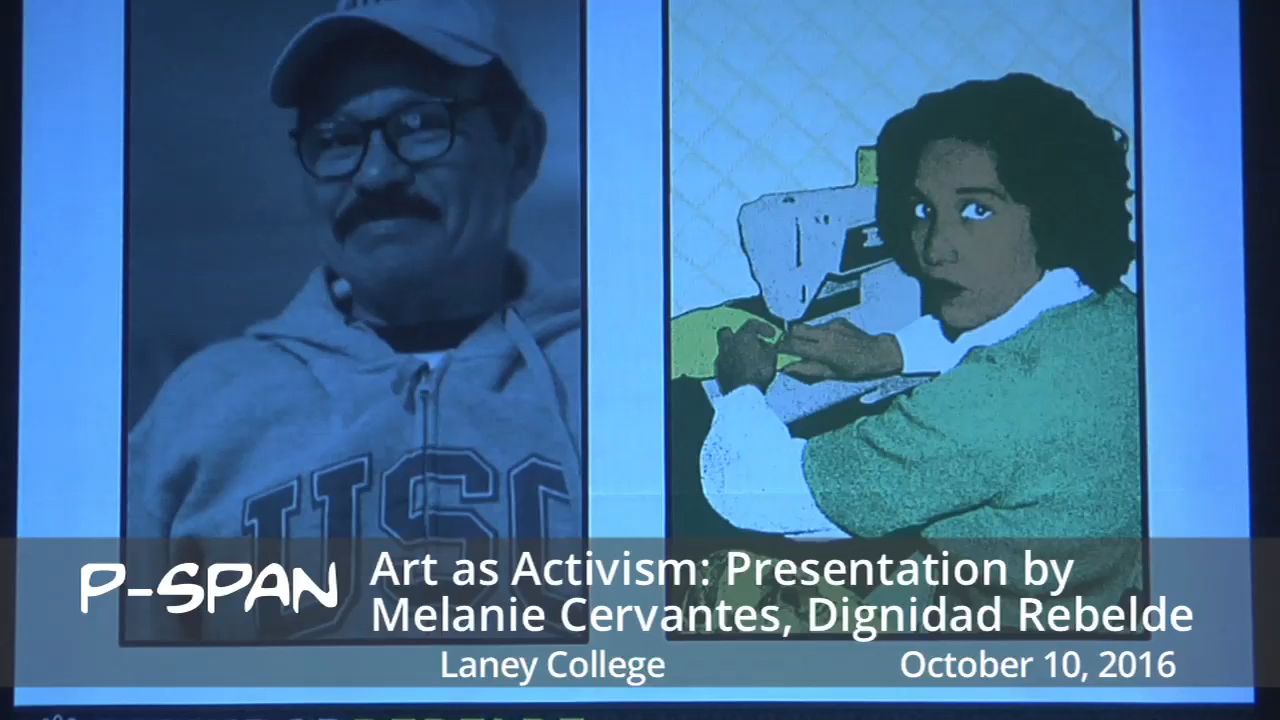 USC
P-SPAN
Art as Activism: Presentation by
Melanie Cervantes, Dignidad Rebelde
Laney College
October 10, 2016